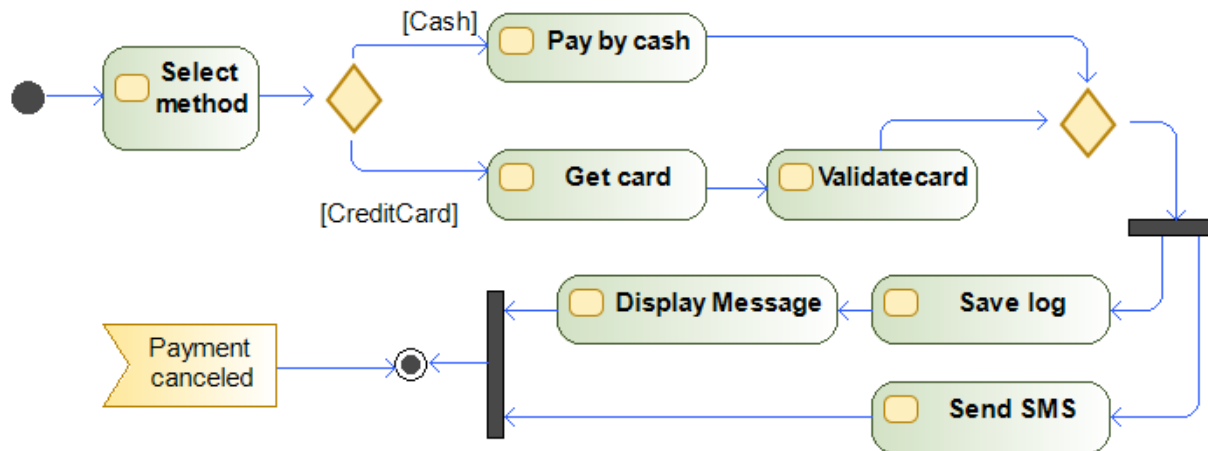 [Cash]
Pay by cash
Select
method
Get card
Validatecard
[CreditCard]
Display Message
Save log
Payment
canceled
Send SMS